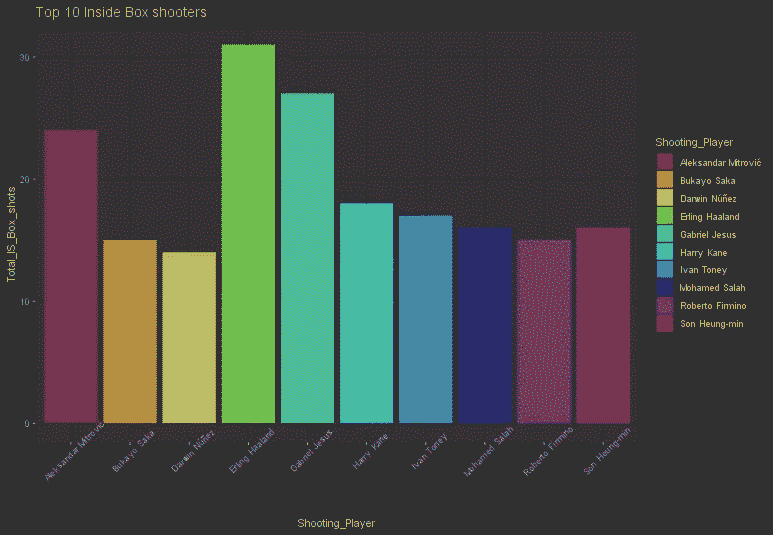 Top 10 Inside Box shooters
Total_IS_Box_shots
30
20
10
0
Aleksandar Mitrović
Bukayo Saka
Darwin Núñez
Erling Haaland
Gabriel Jesus
Harry Kane
Ivan Toney
Mohamed Salah
Roberto Firmino
Son Heung-min
Shooting_Player
Shooting_Player
Aleksandar Mitrović
Bukayo Saka
Darwin Núñez
Erling Haaland
Gabriel Jesus
Harry Kane
Ivan Toney
Mohamed Salah
Roberto Firmino
Son Heung-min